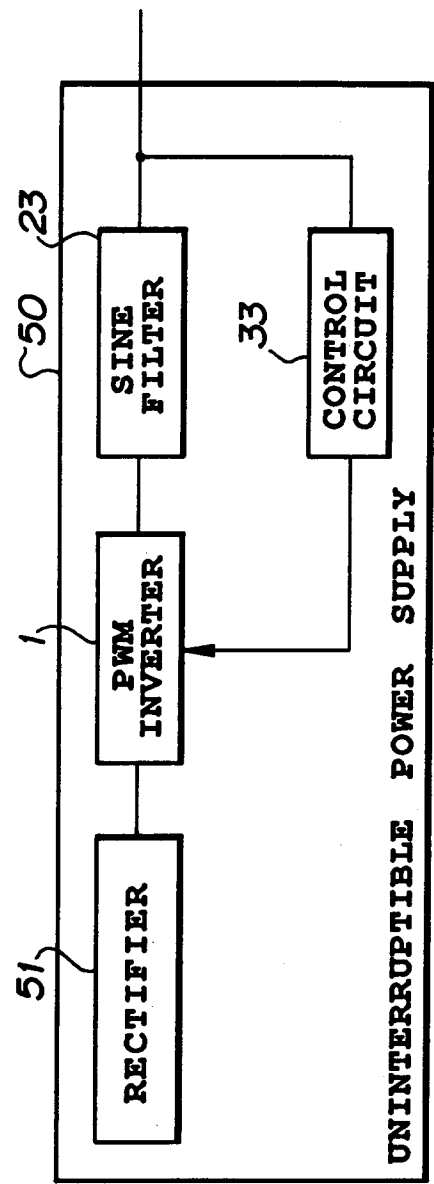 50
51
RECTIFIER
1
PWM
INVERTER
23
SINE
FILTER
33
CONTROL
CIRCUIT
UNINTERRUPTIBLE POWER SUPPLY